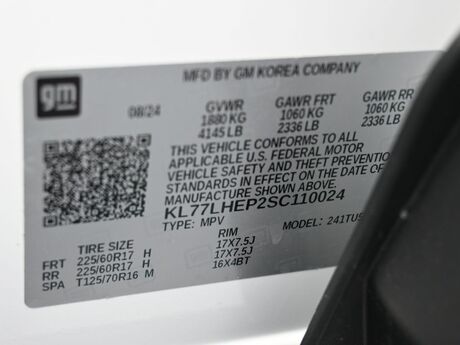 gm
MFD BY GM KOREA COMPANY
08/24
GVWR GAWR FRT GAWR RR
1880 KG 1060 KG 1060 KG
4145 LB 2336 LB 2336 LB
THIS VEHICLE CONFORMS TO ALL
APPLICABLE U.S. FEDERAL MOTOR
VEHICLE SAFETY AND THEFT PREVENTION
STANDARDS IN EFFECT ON THE DATE OF
MANUFACTURE SHOWN ABOVE.
KL77LHEP2SC110024
TYPE: MPV MODEL:
TIRE SIZE RIM
FRT 225/60R17 H 17X7.5J
RR 225/60R17 H 17X7.5J
SPA T125/70R16 M 16X4BT